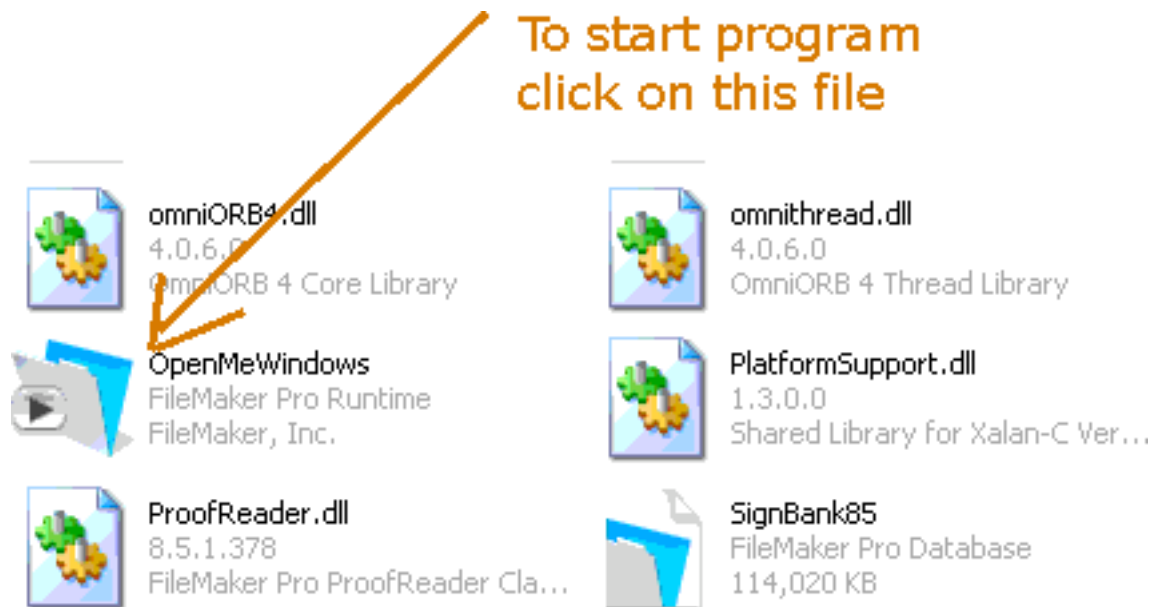 To start program
click on this file
omniORB4.dll
4.0.6.0
OmniORB 4 Core Library
omnithread.dll
4.0.6.0
OmniORB 4 Thread Library
OpenMeWindows
FileMaker Pro Runtime
FileMaker, Inc.
PlatformSupport.dll
1.3.0.0
Shared Library for Xalan-C Ver...
ProofReader.dll
8.5.1.378
FileMaker Pro ProofReader Cla...
SignBank85
FileMaker Pro Database
114,020 KB